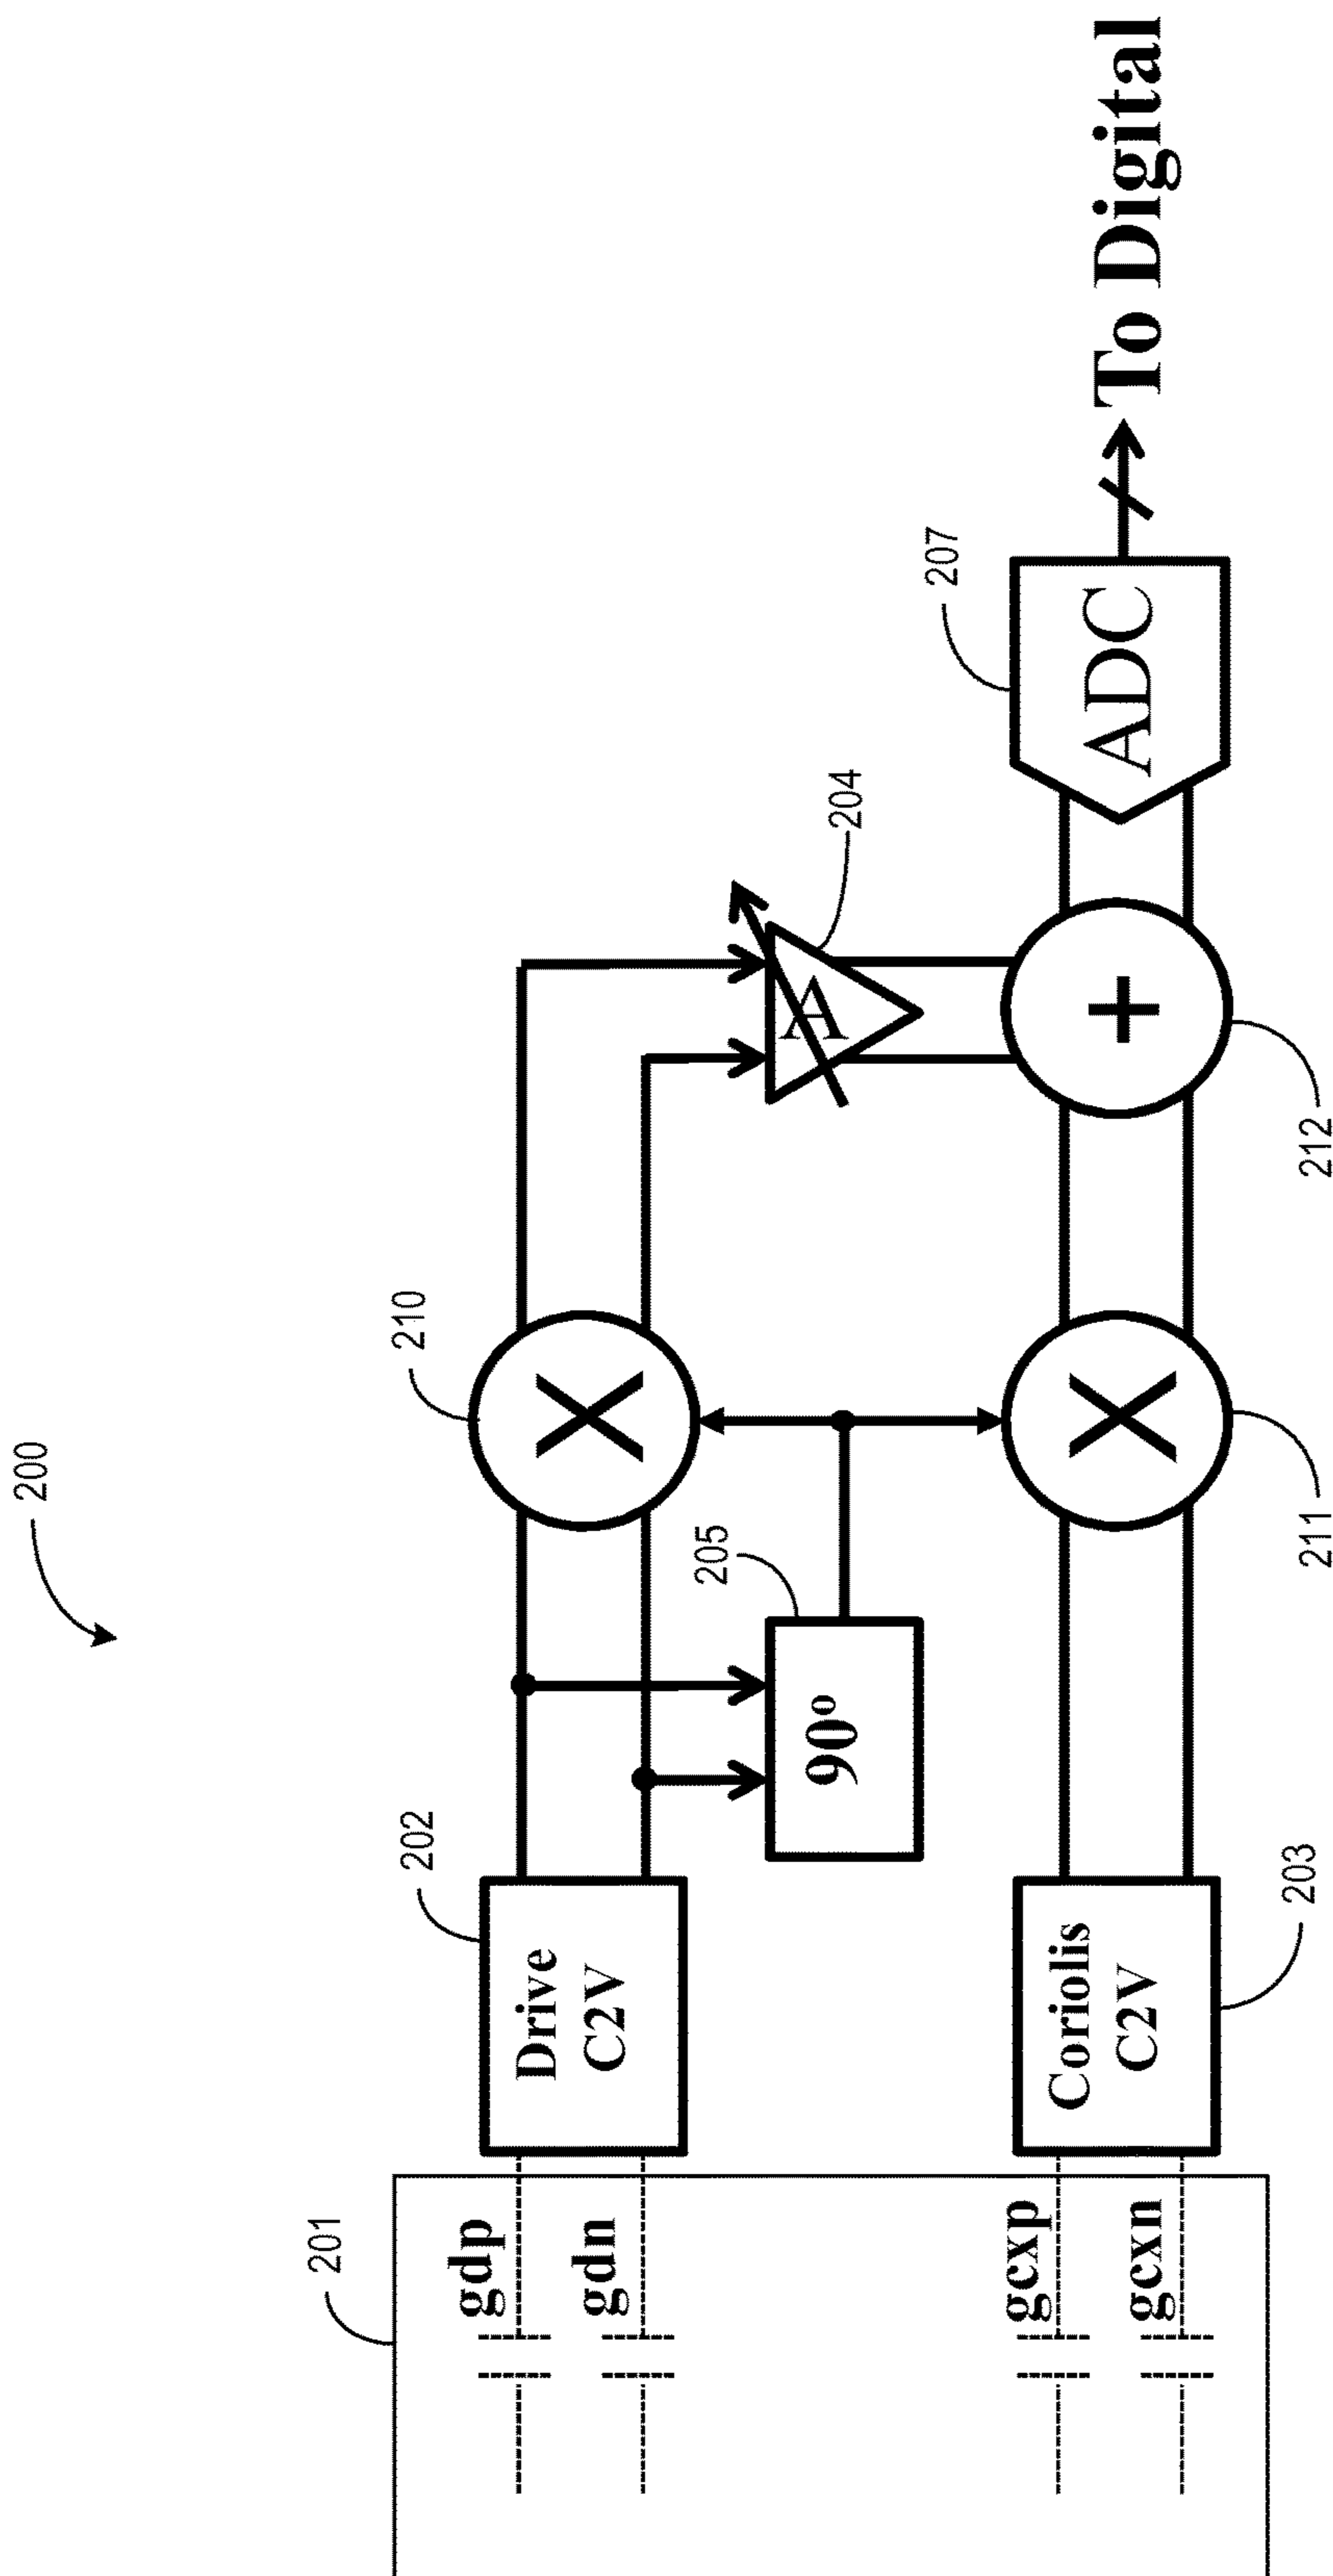 200
201
gdp
gdn
gcxp
gcxn
202
Drive
C2V
Coriolis
C2V
203
205
90º
210
X
X
211
A
204
+
212
207
ADC
To Digital